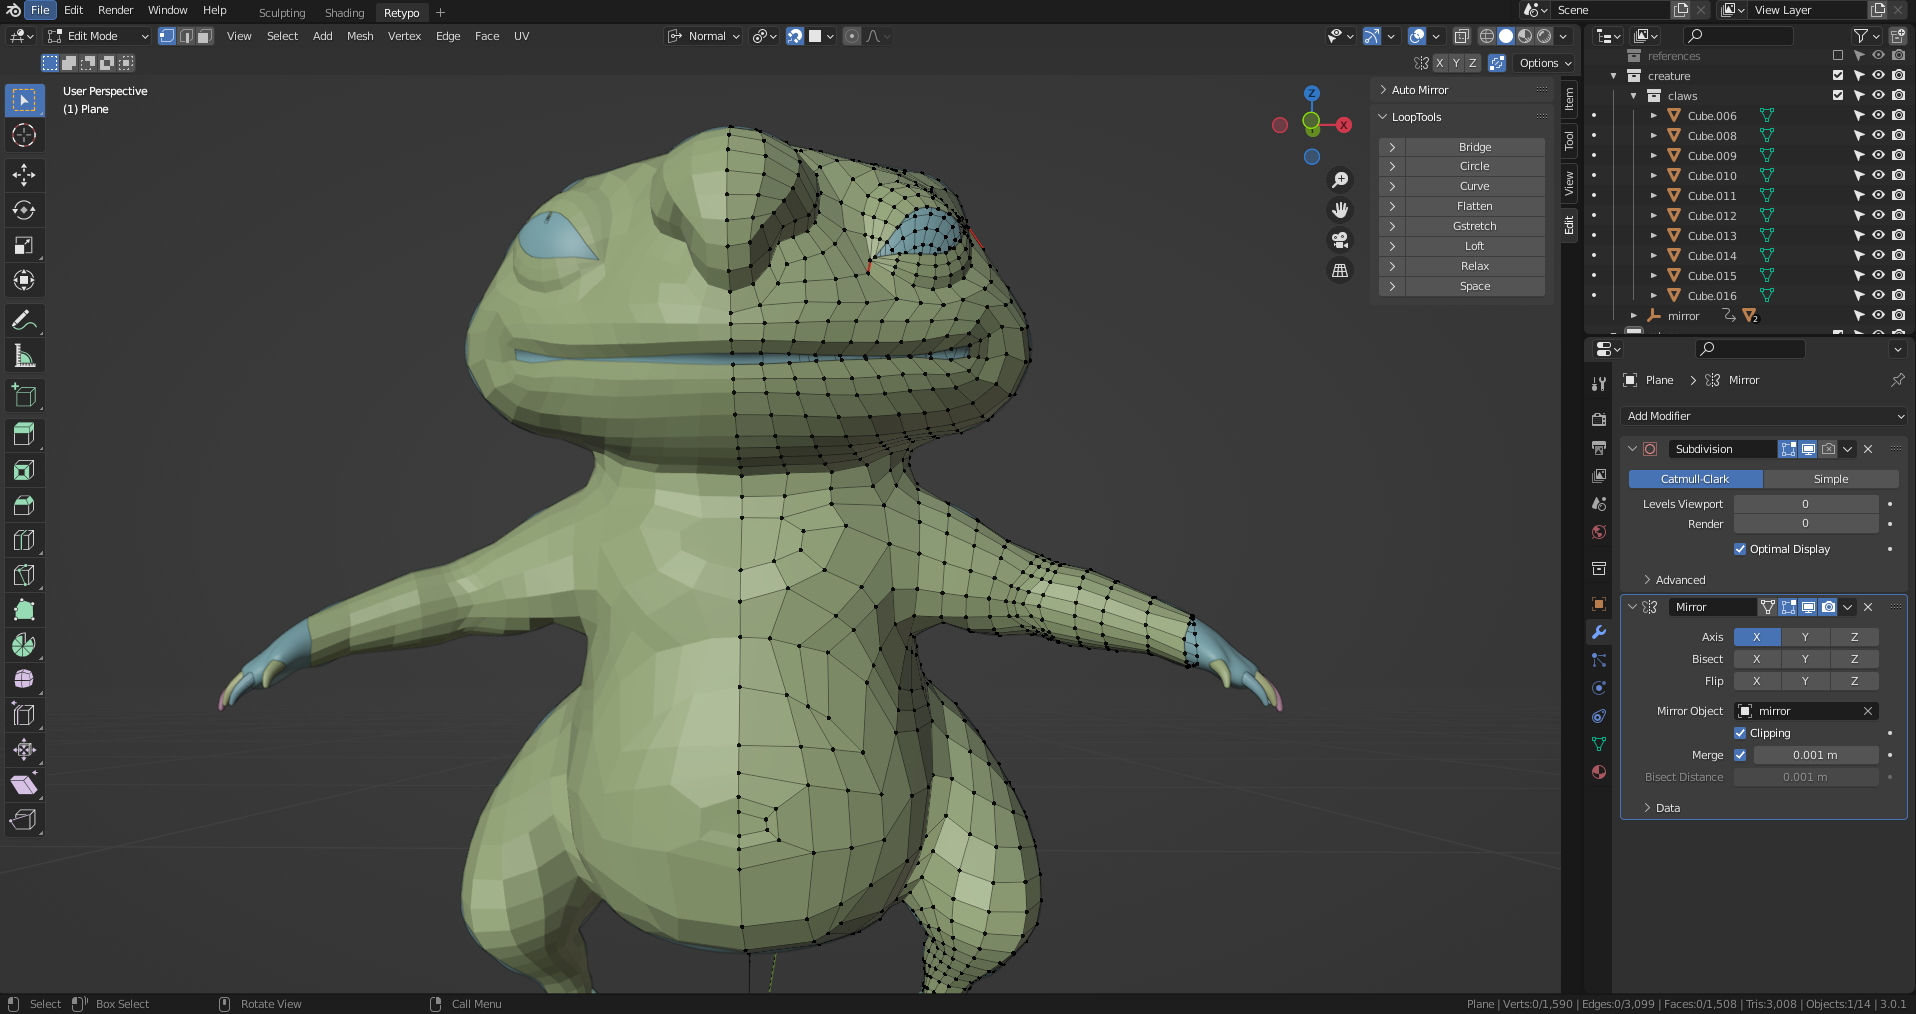 File Edit Render Window Help Sculpting Shading Retypo + Scene View Layer
Edit Mode View Select Add Mesh Vertex Edge Face UV Normal
X Y Z Options
User Perspective
(1) Plane
Z
X
Auto Mirror
LoopTools
Bridge
Circle
Curve
Flatten
Gstretch
Loft
Relax
Space
Item
Tool
View
Edit
references
creature
claws
Cube.006
Cube.008
Cube.009
Cube.010
Cube.011
Cube.012
Cube.013
Cube.014
Cube.015
Cube.016
mirror 2
Plane > Mirror
Add Modifier
Subdivision
Catmull-Clark Simple
Levels Viewport 0
Render 0
Optimal Display
Advanced
Mirror
Axis X Y Z
Bisect X Y Z
Flip X Y Z
Mirror Object mirror
Clipping
Merge 0.001 m
Bisect Distance 0.001 m
Data
Select Box Select Rotate View Call Menu
Plane | Verts:0/1,590 | Edges:0/3,099 | Faces:0/1,508 | Tris:3,008 | Objects:1/14 | 3.0.1